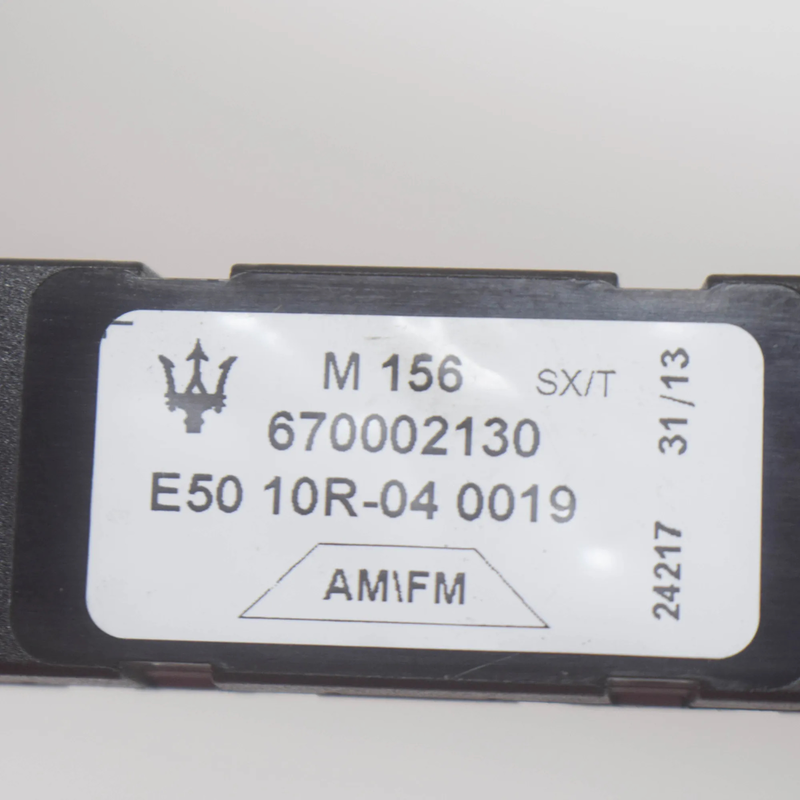 M 156 SX/T
670002130
E50 10R-04 0019
AM\FM
24217 31/13